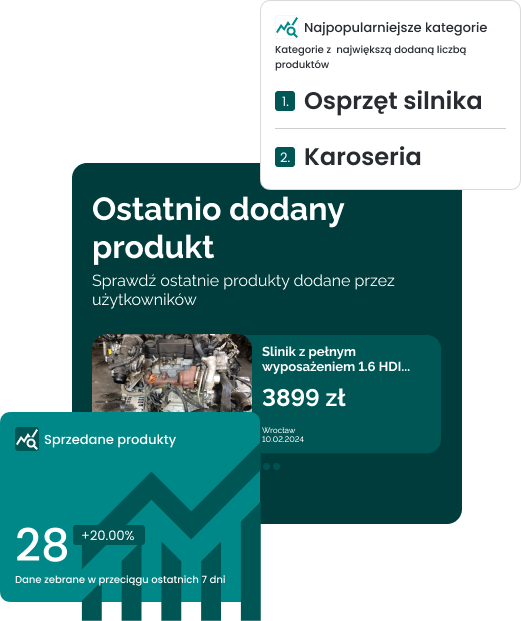 Najpopularniejsze kategorie
Kategorie z największą dodaną liczbą
produktów
1. Osprzęt silnika
2. Karoseria
Ostatnio dodany
produkt
Sprawdź ostatnie produkty dodane przez
użytkowników
Slinik z pełnym
wyposażeniem 1.6 HDI...
3899 zł
Wrocław
10.02.2024
Sprzedane produkty
28 +20.00%
Dane zebrane w przeciągu ostatnich 7 dni